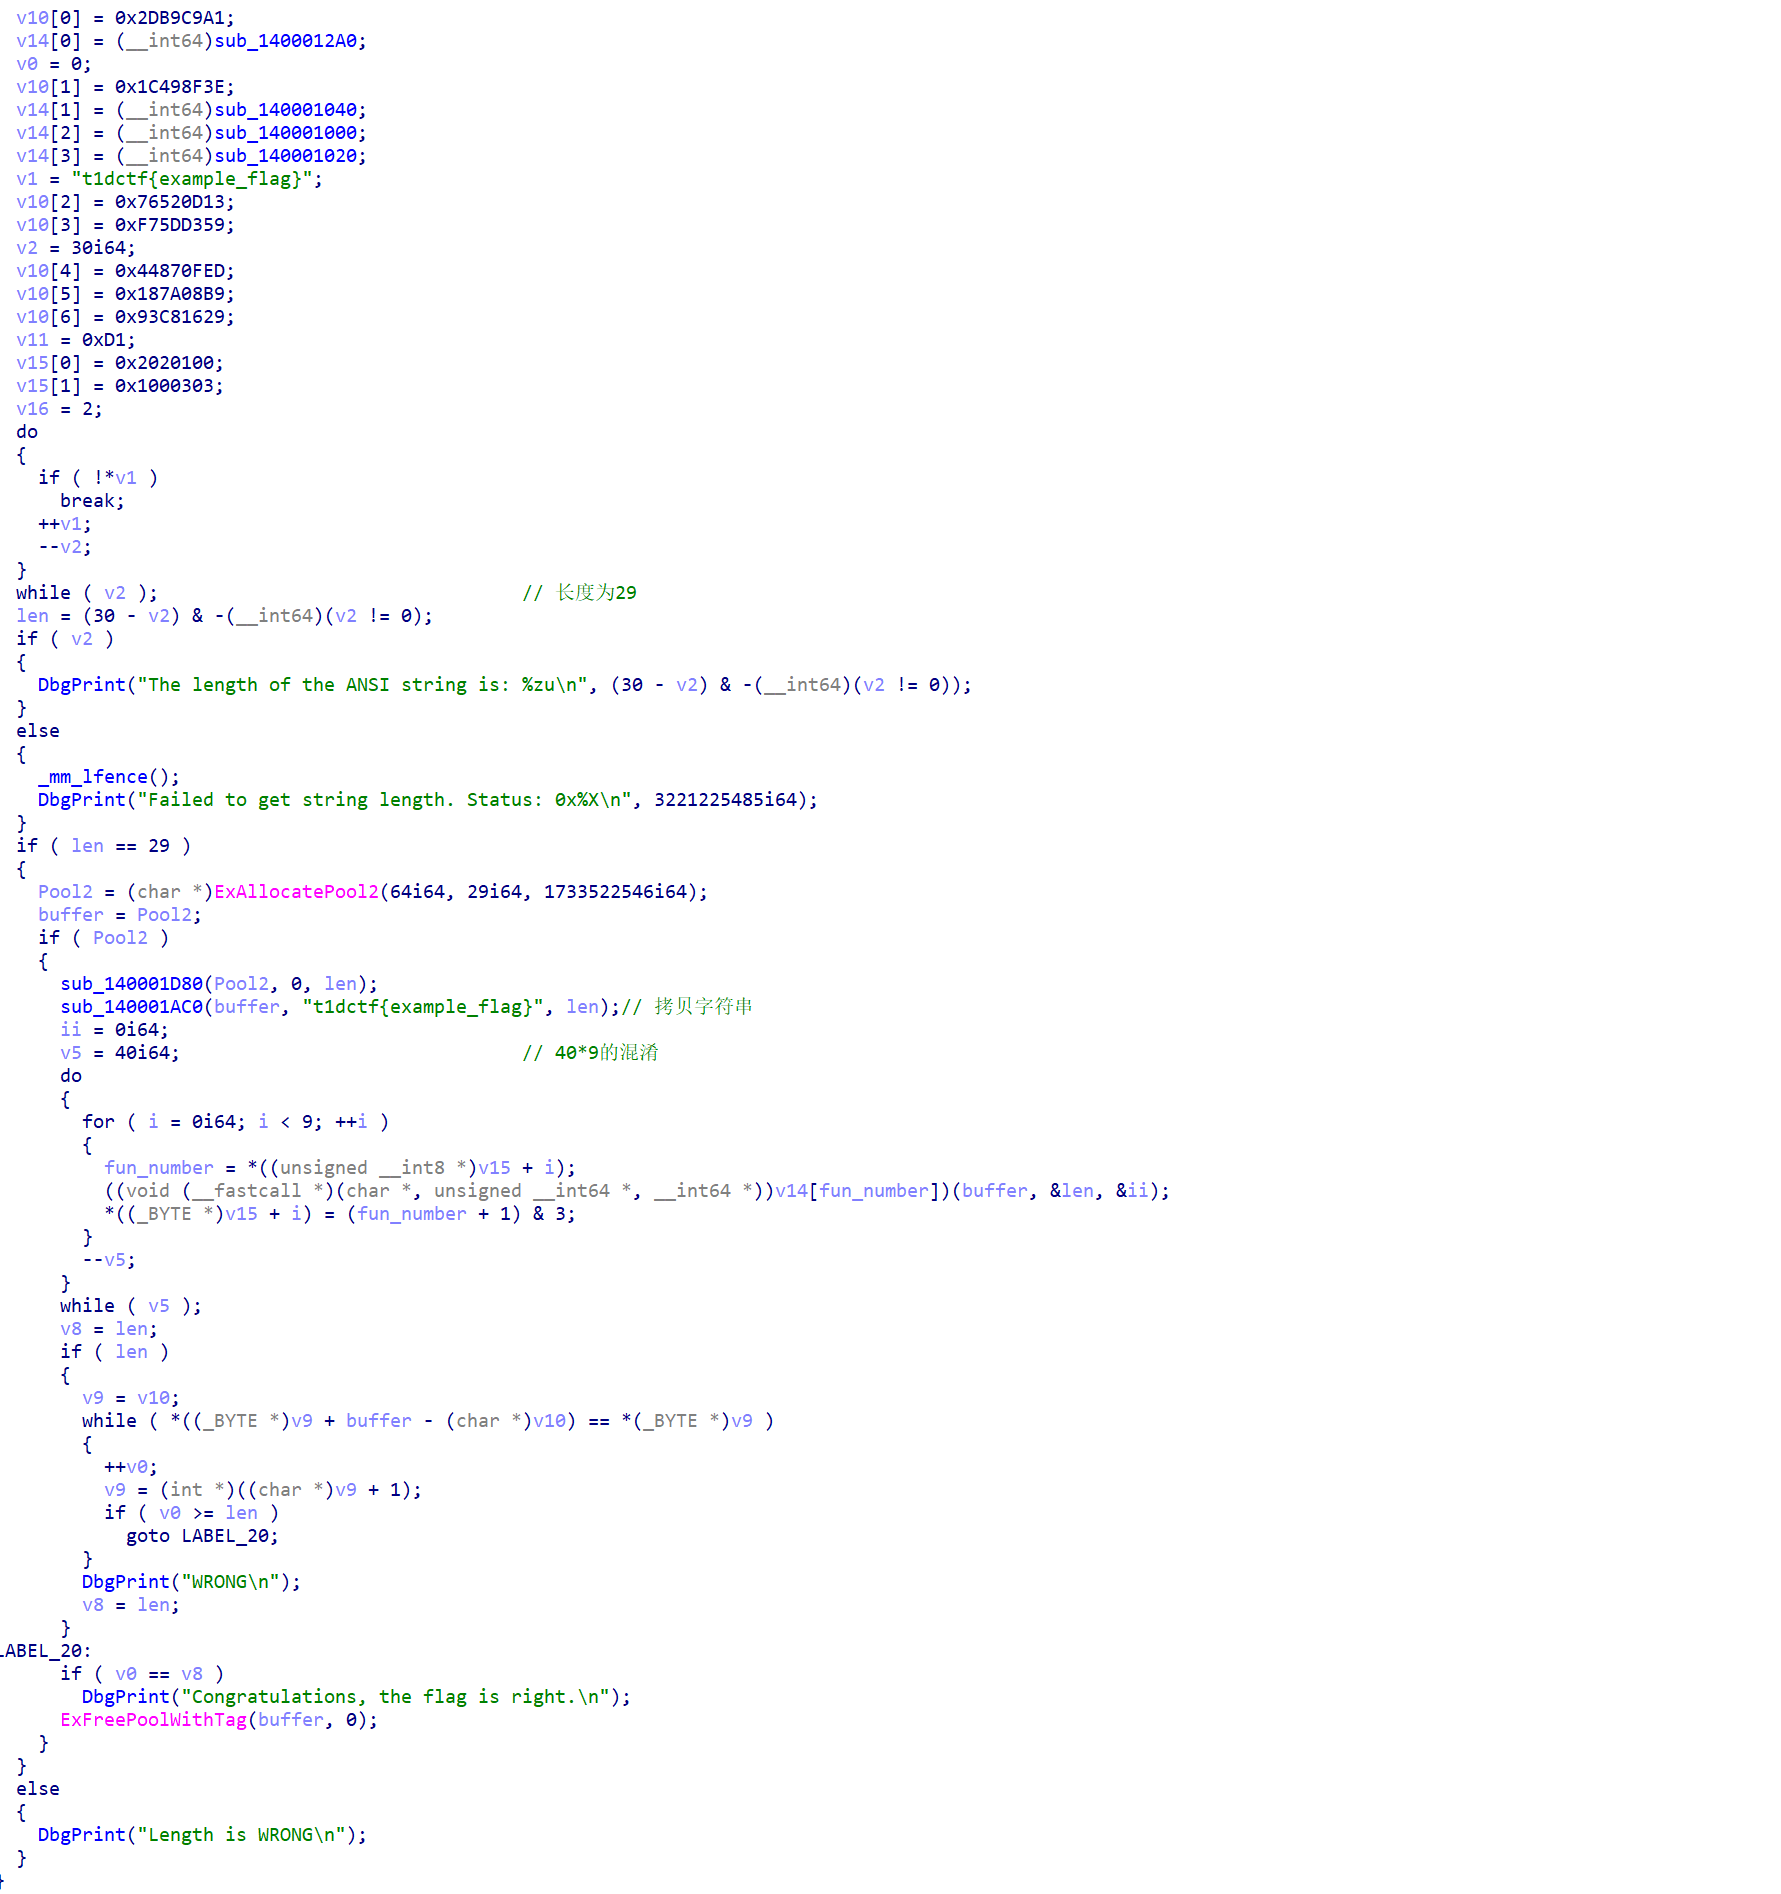 v10[0] = 0x2DB9C9A1;
v14[0] = (__int64)sub_1400012A0;
v0 = 0;
v10[1] = 0x1C498F3E;
v14[1] = (__int64)sub_140001040;
v14[2] = (__int64)sub_140001000;
v14[3] = (__int64)sub_140001020;
v1 = "t1dctf{example_flag}";
v10[2] = 0x76520D13;
v10[3] = 0xF75DD359;
v2 = 30i64;
v10[4] = 0x44870FED;
v10[5] = 0x187A08B9;
v10[6] = 0x93C81629;
v11 = 0xD1;
v15[0] = 0x2020100;
v15[1] = 0x1000303;
v16 = 2;
do
{
if ( !*v1 )
break;
++v1;
--v2;
}
while ( v2 ); // 长度为29
len = (30 - v2) & -(__int64)(v2 != 0);
if ( v2 )
{
DbgPrint("The length of the ANSI string is: %zu\n", (30 - v2) & -(__int64)(v2 != 0));
}
else
{
_mm_lfence();
DbgPrint("Failed to get string length. Status: 0x%X\n", 3221225485i64);
}
if ( len == 29 )
{
Pool2 = (char *)ExAllocatePool2(64i64, 29i64, 1733522546i64);
buffer = Pool2;
if ( Pool2 )
{
sub_140001D80(Pool2, 0, len);
sub_140001AC0(buffer, "t1dctf{example_flag}", len);// 拷贝字符串
ii = 0i64;
v5 = 40i64; // 40*9的混淆
do
{
for ( i = 0i64; i < 9; ++i )
{
fun_number = *((unsigned __int8 *)v15 + i);
((void (__fastcall *)(char *, unsigned __int64 *, __int64 *))v14[fun_number])(buffer, &len, &ii);
*((_BYTE *)v15 + i) = (fun_number + 1) & 3;
}
--v5;
}
while ( v5 );
v8 = len;
if ( len )
{
v9 = v10;
while ( *((_BYTE *)v9 + buffer - (char *)v10) == *(_BYTE *)v9 )
{
++v0;
v9 = (int *)((char *)v9 + 1);
if ( v0 >= len )
goto LABEL_20;
}
DbgPrint("WRONG\n");
v8 = len;
}
LABEL_20:
if ( v0 == v8 )
DbgPrint("Congratulations, the flag is right.\n");
ExFreePoolWithTag(buffer, 0);
}
}
else
{
DbgPrint("Length is WRONG\n");
}
}